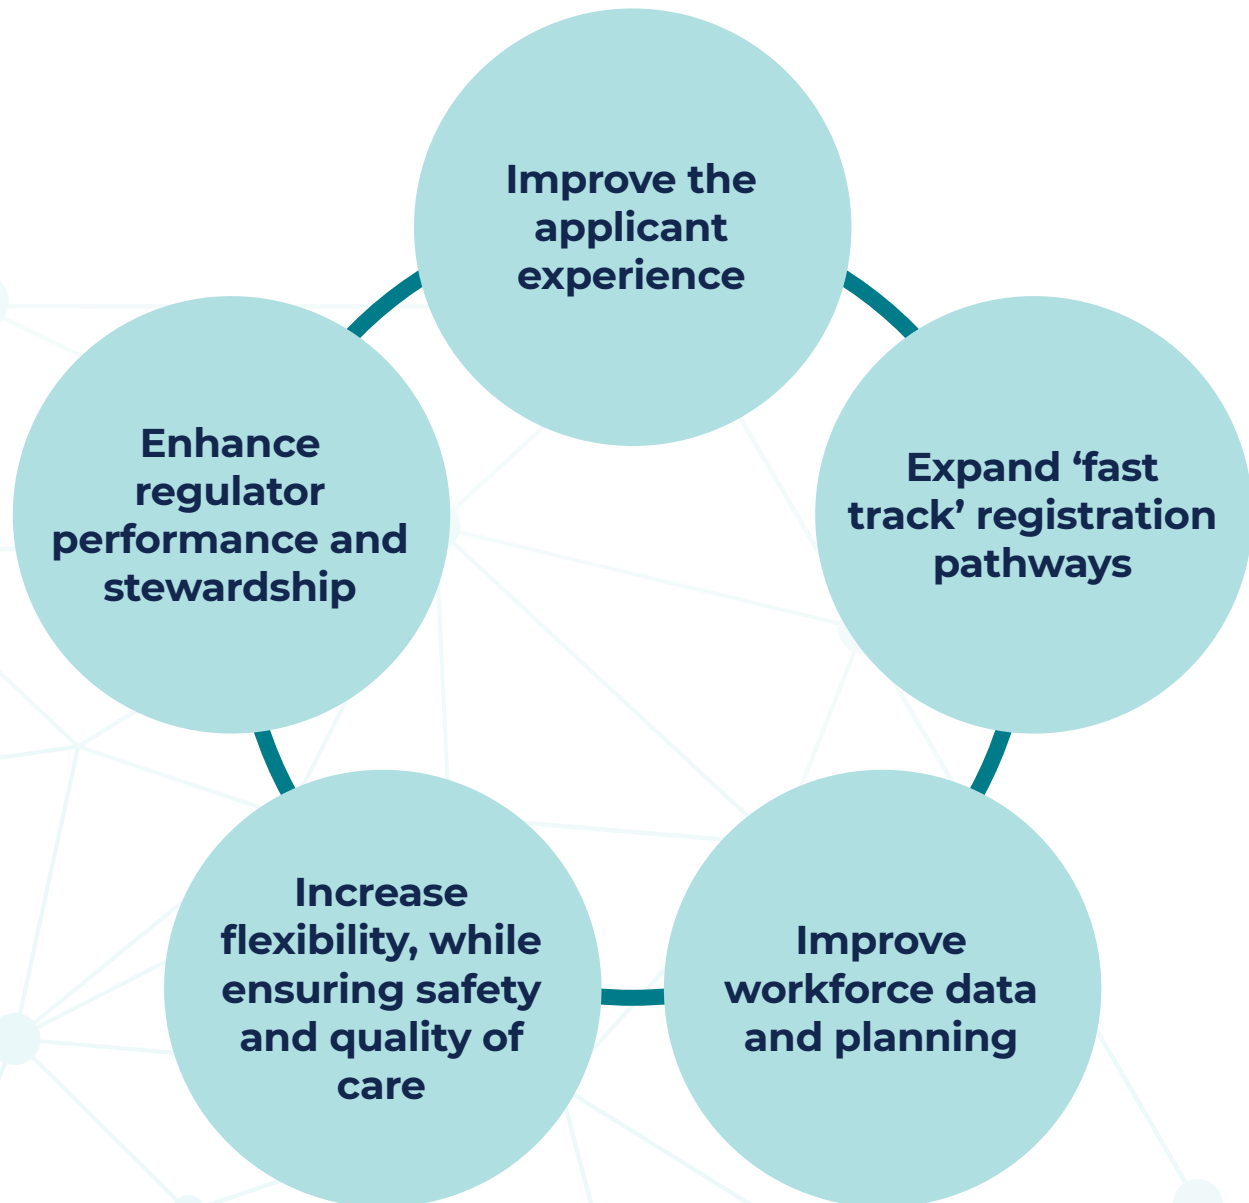 Improve the
applicant
experience
Expand ‘fast
track’ registration
pathways
Improve
workforce data
and planning
Increase
flexibility, while
ensuring safety
and quality of
care
Enhance
regulator
performance and
stewardship